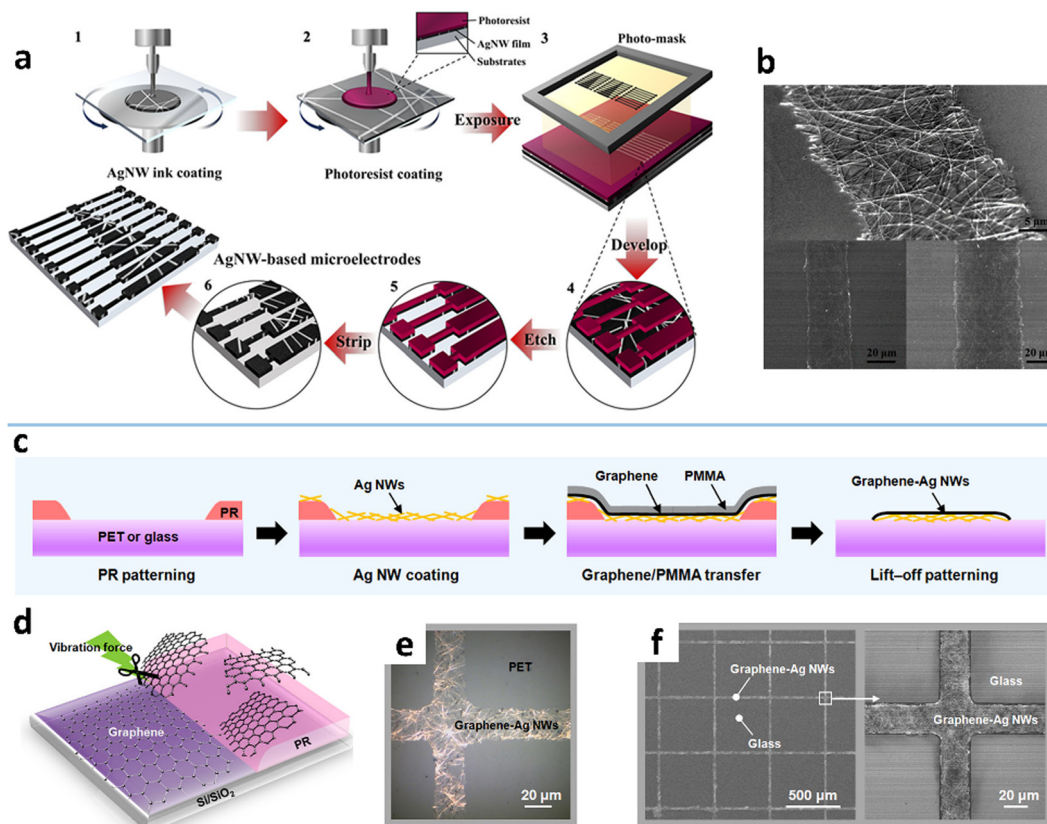 a
1
2
Photoresist
AgNW film
Substrates
3
Photo-mask
Exposure
AgNW ink coating
Photoresist coating
Develop
AgNW-based microelectrodes
6
5
4
Strip
Etch
b
5 μm
20 μm
20 μm
c
PR
PET or glass
PR patterning
Ag NWs
Ag NW coating
Graphene
PMMA
Graphene/PMMA transfer
Graphene-Ag NWs
Lift–off patterning
d
Vibration force
Graphene
PR
Si/SiO2
e
PET
Graphene-Ag NWs
20 μm
f
Graphene-Ag NWs
Glass
500 μm
Glass
Graphene-Ag NWs
20 μm